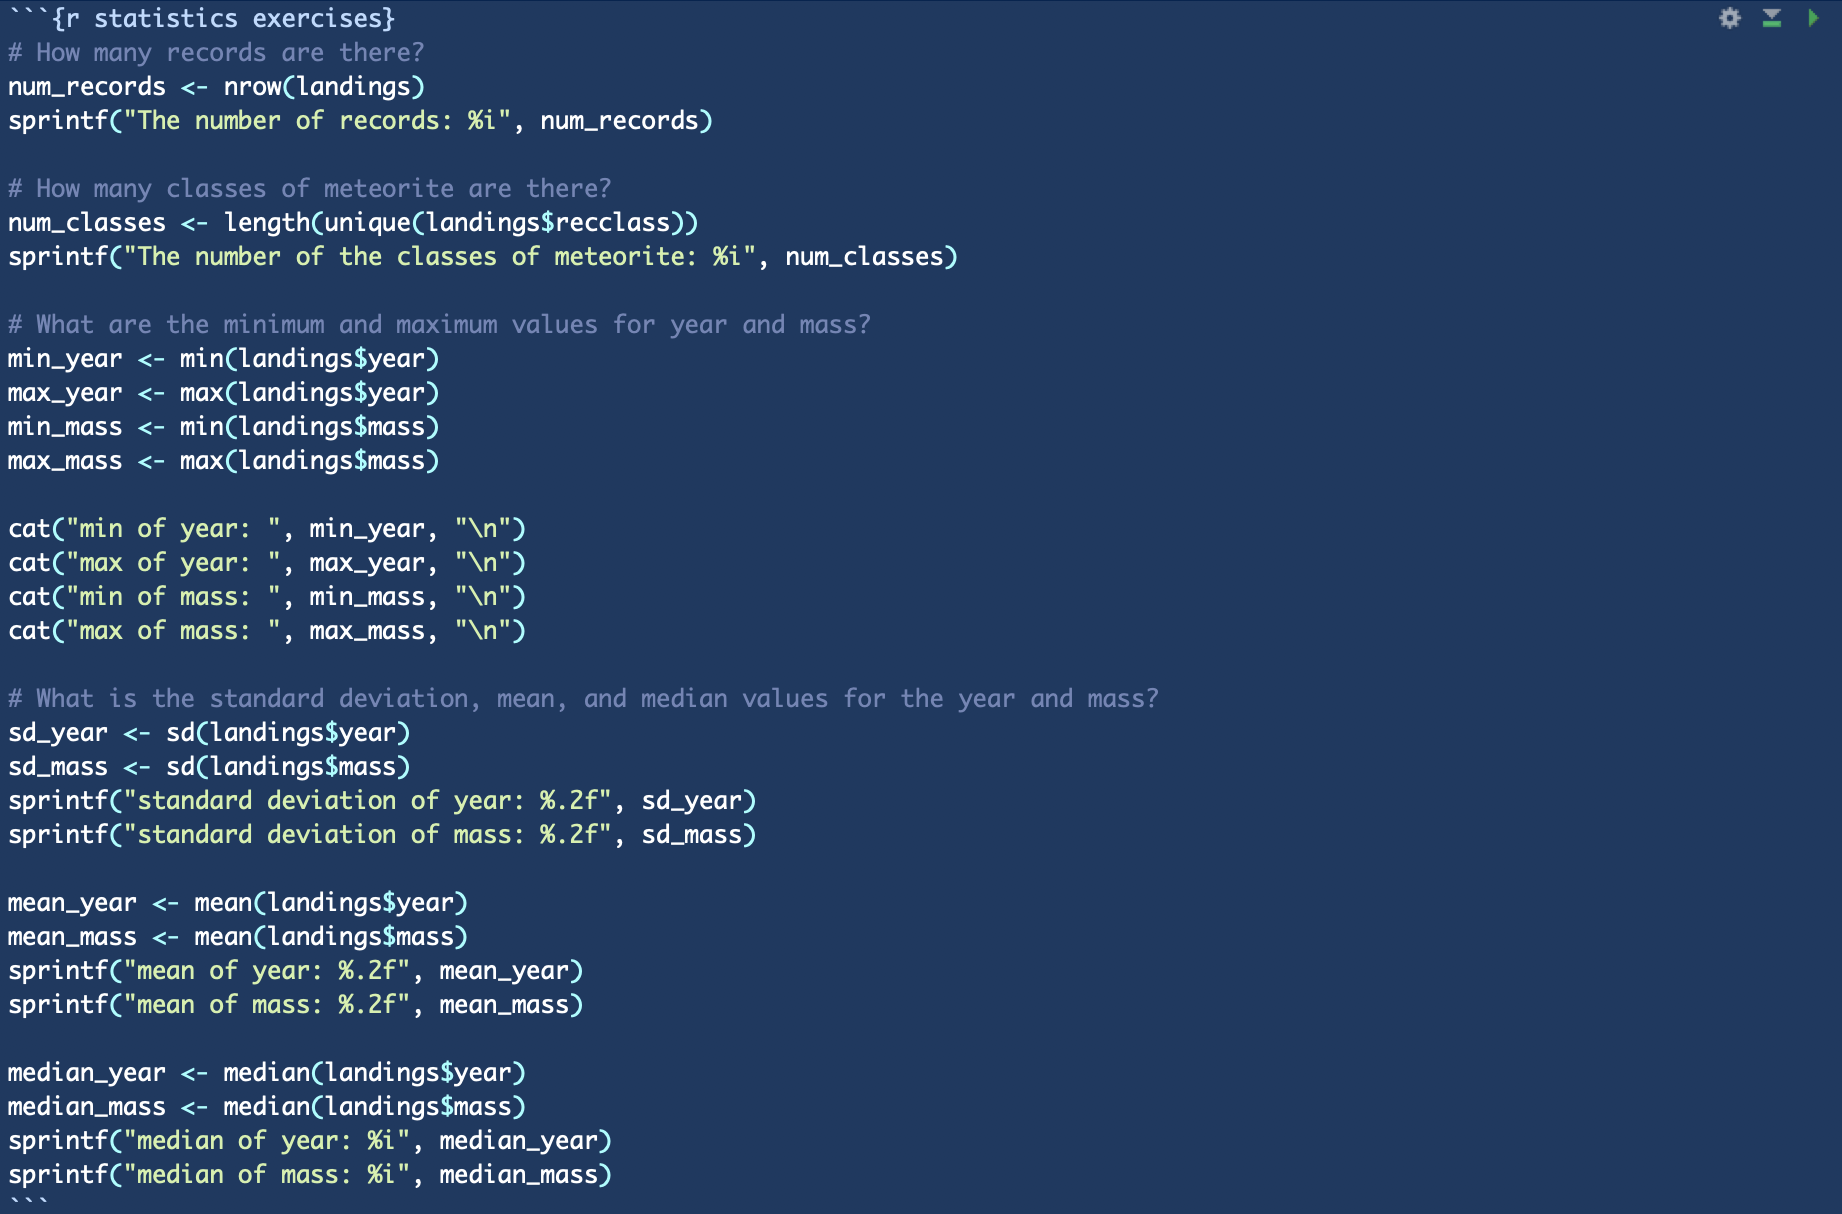 ```{r statistics exercises}
# How many records are there?
num_records <- nrow(landings)
sprintf("The number of records: %i", num_records)

# How many classes of meteorite are there?
num_classes <- length(unique(landings$recclass))
sprintf("The number of the classes of meteorite: %i", num_classes)

# What are the minimum and maximum values for year and mass?
min_year <- min(landings$year)
max_year <- max(landings$year)
min_mass <- min(landings$mass)
max_mass <- max(landings$mass)

cat("min of year: ", min_year, "\n")
cat("max of year: ", max_year, "\n")
cat("min of mass: ", min_mass, "\n")
cat("max of mass: ", max_mass, "\n")

# What is the standard deviation, mean, and median values for the year and mass?
sd_year <- sd(landings$year)
sd_mass <- sd(landings$mass)
sprintf("standard deviation of year: %.2f", sd_year)
sprintf("standard deviation of mass: %.2f", sd_mass)

mean_year <- mean(landings$year)
mean_mass <- mean(landings$mass)
sprintf("mean of year: %.2f", mean_year)
sprintf("mean of mass: %.2f", mean_mass)

median_year <- median(landings$year)
median_mass <- median(landings$mass)
sprintf("median of year: %i", median_year)
sprintf("median of mass: %i", median_mass)
```